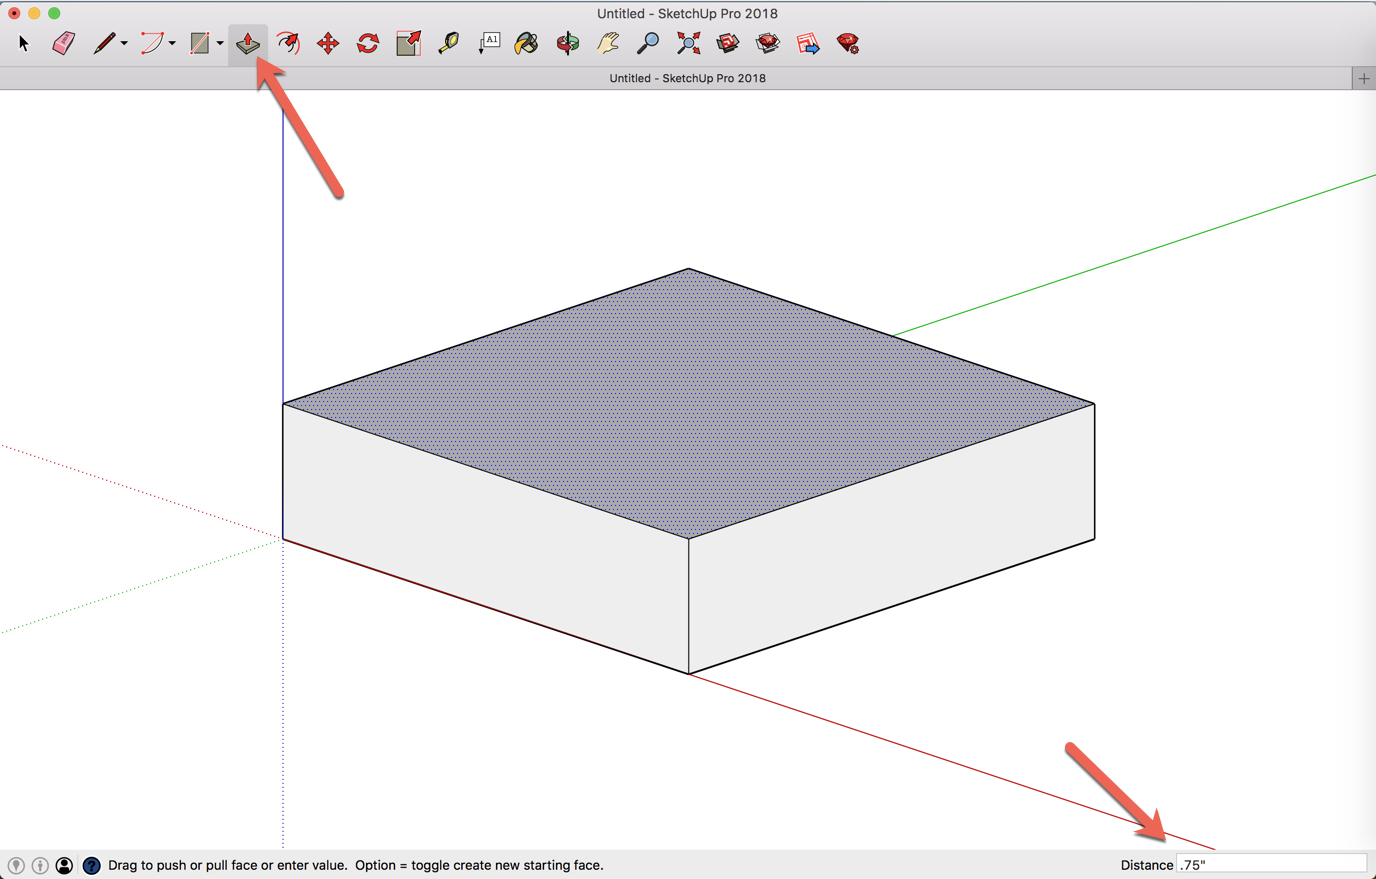 Untitled - SketchUp Pro 2018
A1
Untitled - SketchUp Pro 2018
Drag to push or pull face or enter value. Option = toggle create new starting face.
Distance .75"